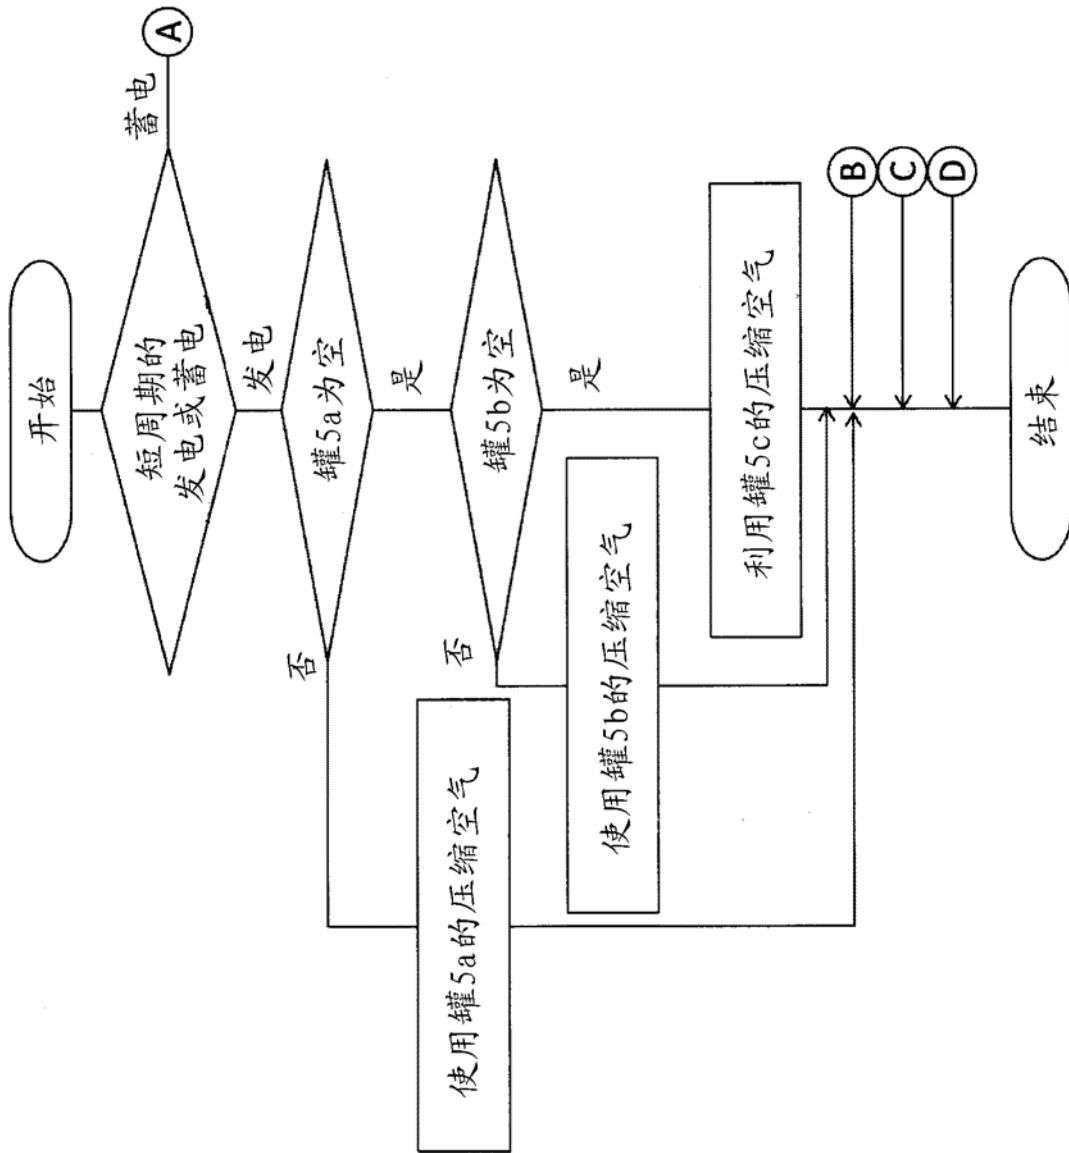 开始
短周期的
发电或蓄电
蓄电
A
发电
罐5a为空
否
是
使用罐5a的压缩空气
罐5b为空
否
是
使用罐5b的压缩空气
利用罐5c的压缩空气
B
C
D
结束